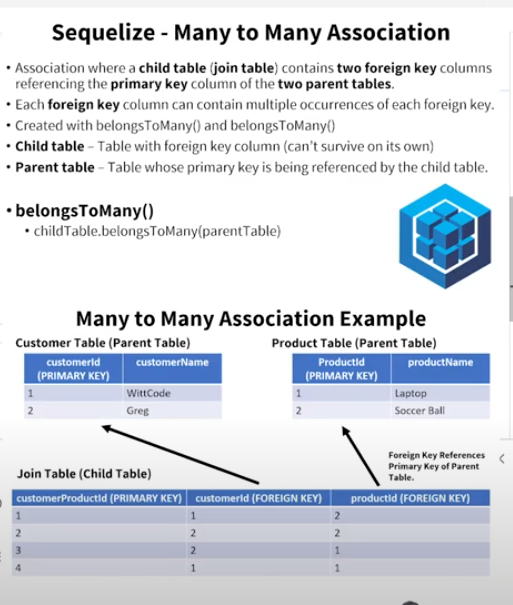 Sequelize - Many to Many Association
• Association where a child table (join table) contains two foreign key columns
referencing the primary key column of the two parent tables.
• Each foreign key column can contain multiple occurrences of each foreign key.
• Created with belongsToMany() and belongsToMany()
• Child table – Table with foreign key column (can't survive on its own)
• Parent table – Table whose primary key is being referenced by the child table.
• belongsToMany()
• childTable.belongsToMany(parentTable)
Many to Many Association Example
Customer Table (Parent Table)
customerId (PRIMARY KEY) customerName
1 WittCode
2 Greg
Product Table (Parent Table)
ProductId (PRIMARY KEY) productName
1 Laptop
2 Soccer Ball
Foreign Key References
Primary Key of Parent
Table.
Join Table (Child Table)
customerProductId (PRIMARY KEY) customerId (FOREIGN KEY) productId (FOREIGN KEY)
1 1 2
2 2 2
3 2 1
4 1 1